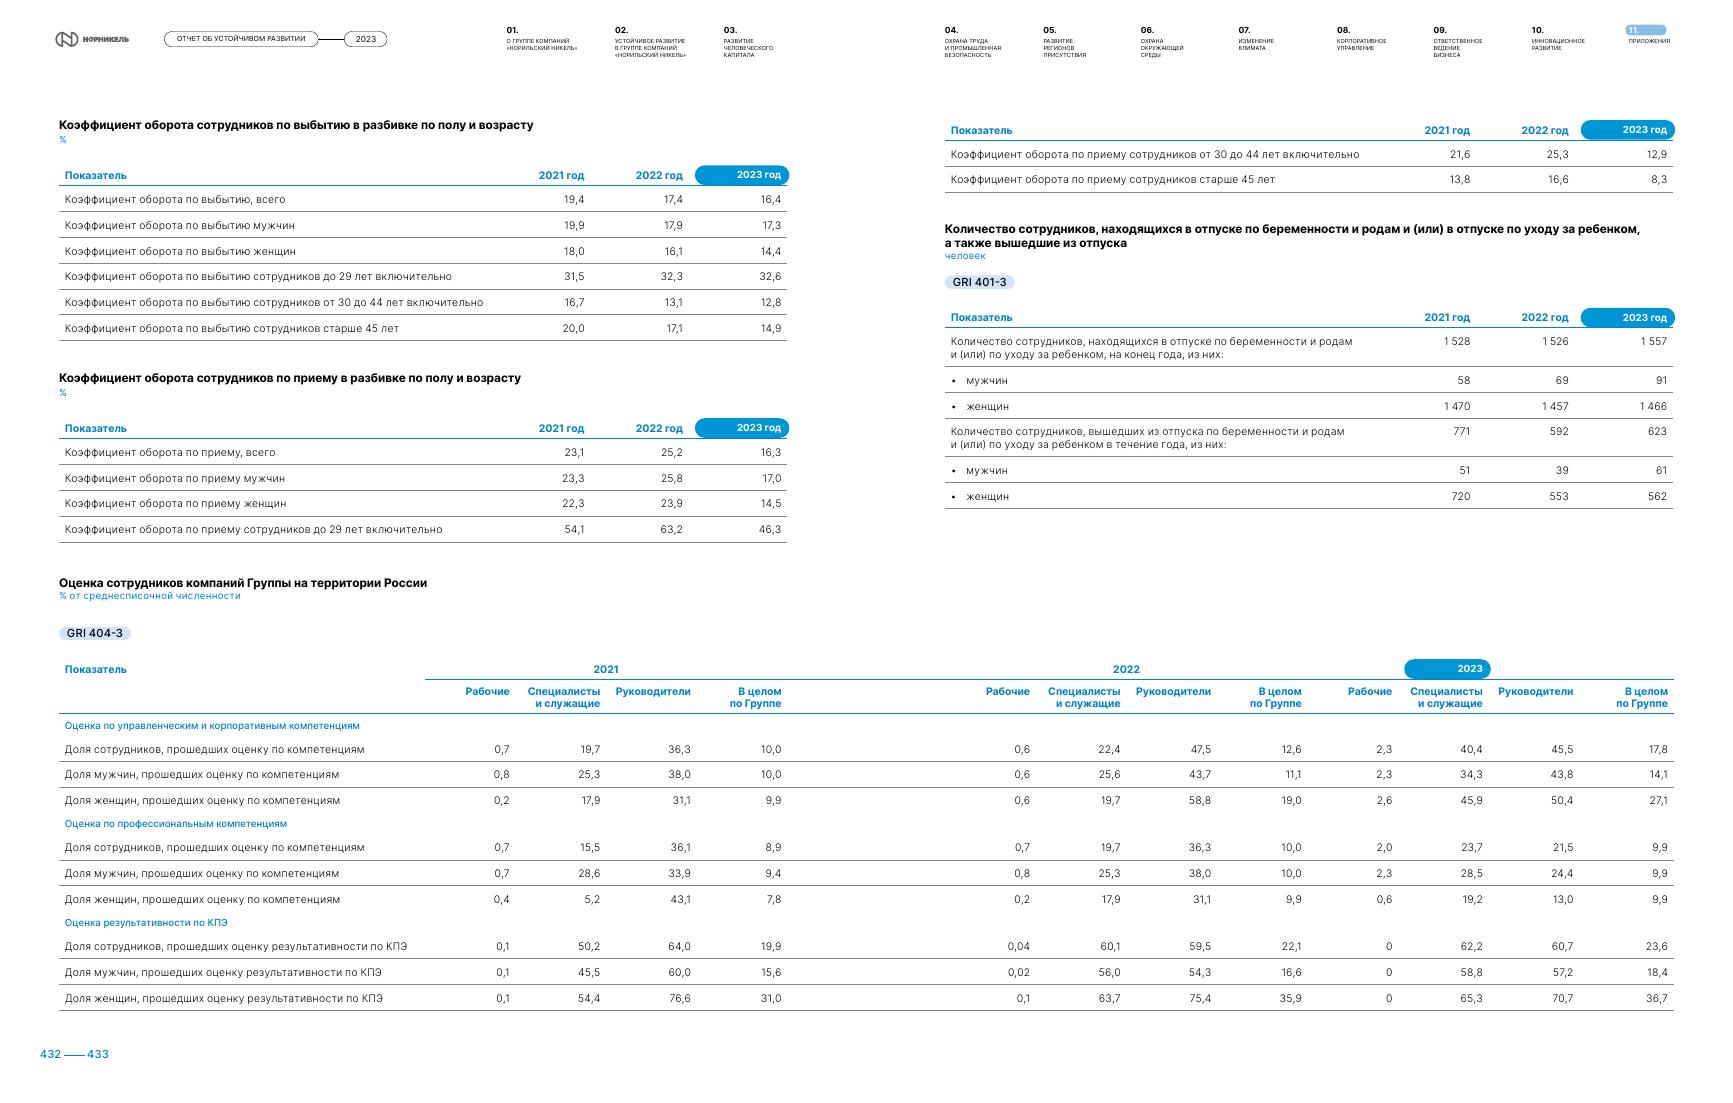 НОРНИКЕЛЬ
ОТЧЕТ ОБ УСТОЙЧИВОМ РАЗВИТИИ 2023
01.
О ГРУППЕ КОМПАНИЙ
«НОРИЛЬСКИЙ НИКЕЛЬ»
02.
УСТОЙЧИВОЕ РАЗВИТИЕ
В ГРУППЕ КОМПАНИЙ
«НОРИЛЬСКИЙ НИКЕЛЬ»
03.
РАЗВИТИЕ
ЧЕЛОВЕЧЕСКОГО
КАПИТАЛА
04.
ОХРАНА ТРУДА
И ПРОМЫШЛЕННАЯ
БЕЗОПАСНОСТЬ
05.
РАЗВИТИЕ
РЕГИОНОВ
ПРИСУТСТВИЯ
06.
ОХРАНА
ОКРУЖАЮЩЕЙ
СРЕДЫ
07.
ИЗМЕНЕНИЕ
КЛИМАТА
08.
КОРПОРАТИВНОЕ
УПРАВЛЕНИЕ
09.
ОТВЕТСТВЕННОЕ
ВЕДЕНИЕ
БИЗНЕСА
10.
ИННОВАЦИОННОЕ
РАЗВИТИЕ
11.
ПРИЛОЖЕНИЯ
Коэффициент оборота сотрудников по выбытию в разбивке по полу и возрасту
%
Показатель 2021 год 2022 год 2023 год
Коэффициент оборота по выбытию, всего 19,4 17,4 16,4
Коэффициент оборота по выбытию мужчин 19,9 17,9 17,3
Коэффициент оборота по выбытию женщин 18,0 16,1 14,4
Коэффициент оборота по выбытию сотрудников до 29 лет включительно 31,5 32,3 32,6
Коэффициент оборота по выбытию сотрудников от 30 до 44 лет включительно 16,7 13,1 12,8
Коэффициент оборота по выбытию сотрудников старше 45 лет 20,0 17,1 14,9
Коэффициент оборота сотрудников по приему в разбивке по полу и возрасту
%
Показатель 2021 год 2022 год 2023 год
Коэффициент оборота по приему, всего 23,1 25,2 16,3
Коэффициент оборота по приему мужчин 23,3 25,8 17,0
Коэффициент оборота по приему женщин 22,3 23,9 14,5
Коэффициент оборота по приему сотрудников до 29 лет включительно 54,1 63,2 46,3
Показатель 2021 год 2022 год 2023 год
Коэффициент оборота по приему сотрудников от 30 до 44 лет включительно 21,6 25,3 12,9
Коэффициент оборота по приему сотрудников старше 45 лет 13,8 16,6 8,3
Количество сотрудников, находящихся в отпуске по беременности и родам и (или) в отпуске по уходу за ребенком,
а также вышедшие из отпуска
человек
GRI 401-3
Показатель 2021 год 2022 год 2023 год
Количество сотрудников, находящихся в отпуске по беременности и родам
и (или) по уходу за ребенком, на конец года, из них: 1 528 1 526 1 557
• мужчин 58 69 91
• женщин 1 470 1 457 1 466
Количество сотрудников, вышедших из отпуска по беременности и родам
и (или) по уходу за ребенком в течение года, из них: 771 592 623
• мужчин 51 39 61
• женщин 720 553 562
Оценка сотрудников компаний Группы на территории России
% от среднесписочной численности
GRI 404-3
Показатель 2021 2022 2023
Рабочие Специалисты и служащие Руководители В целом по Группе Рабочие Специалисты и служащие Руководители В целом по Группе Рабочие Специалисты и служащие Руководители В целом по Группе
Оценка по управленческим и корпоративным компетенциям
Доля сотрудников, прошедших оценку по компетенциям 0,7 19,7 36,3 10,0 0,6 22,4 47,5 12,6 2,3 40,4 45,5 17,8
Доля мужчин, прошедших оценку по компетенциям 0,8 25,3 38,0 10,0 0,6 25,6 43,7 11,1 2,3 34,3 43,8 14,1
Доля женщин, прошедших оценку по компетенциям 0,2 17,9 31,1 9,9 0,6 19,7 58,8 19,0 2,6 45,9 50,4 27,1
Оценка по профессиональным компетенциям
Доля сотрудников, прошедших оценку по компетенциям 0,7 15,5 36,1 8,9 0,7 19,7 36,3 10,0 2,0 23,7 21,5 9,9
Доля мужчин, прошедших оценку по компетенциям 0,7 28,6 33,9 9,4 0,8 25,3 38,0 10,0 2,3 28,5 24,4 9,9
Доля женщин, прошедших оценку по компетенциям 0,4 5,2 43,1 7,8 0,2 17,9 31,1 9,9 0,6 19,2 13,0 9,9
Оценка результативности по КПЭ
Доля сотрудников, прошедших оценку результативности по КПЭ 0,1 50,2 64,0 19,9 0,04 60,1 59,5 22,1 0 62,2 60,7 23,6
Доля мужчин, прошедших оценку результативности по КПЭ 0,1 45,5 60,0 15,6 0,02 56,0 54,3 16,6 0 58,8 57,2 18,4
Доля женщин, прошедших оценку результативности по КПЭ 0,1 54,4 76,6 31,0 0,1 63,7 75,4 35,9 0 65,3 70,7 36,7
432 433